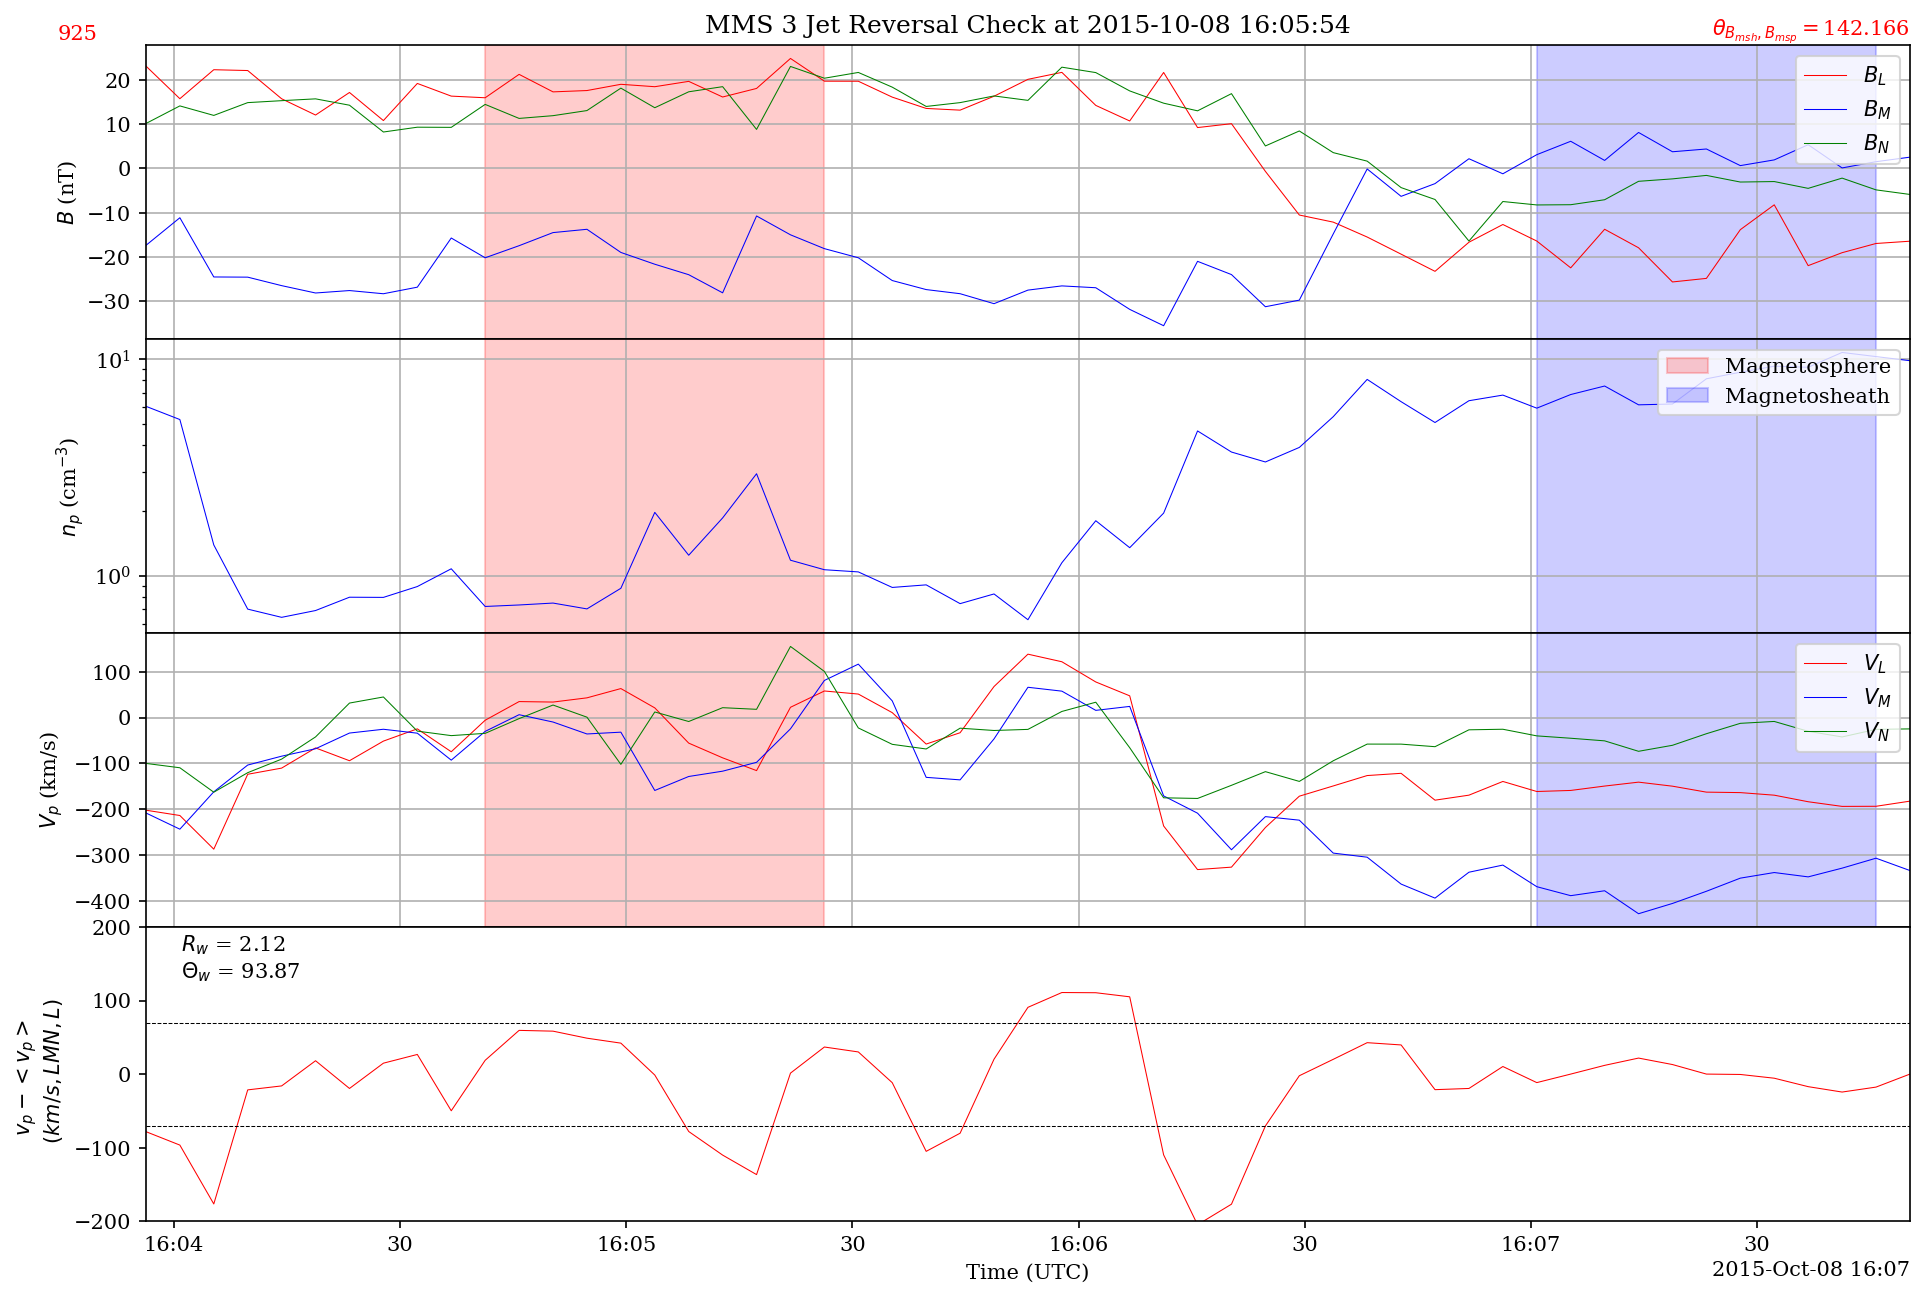 925
MMS 3 Jet Reversal Check at 2015-10-08 16:05:54
θ_{B_{msh}, B_{msp}} = 142.166
20
10
0
−10
−20
−30
B (nT)
B_L
B_M
B_N
10^1
10^0
n_p (cm^{−3})
Magnetosphere
Magnetosheath
100
0
−100
−200
−300
−400
V_p (km/s)
V_L
V_M
V_N
200
100
0
−100
−200
v_p − < v_p >
(km/s, LMN, L)
R_w = 2.12
Θ_w = 93.87
16:04 30 16:05 30 16:06 30 16:07 30
Time (UTC)
2015-Oct-08 16:07